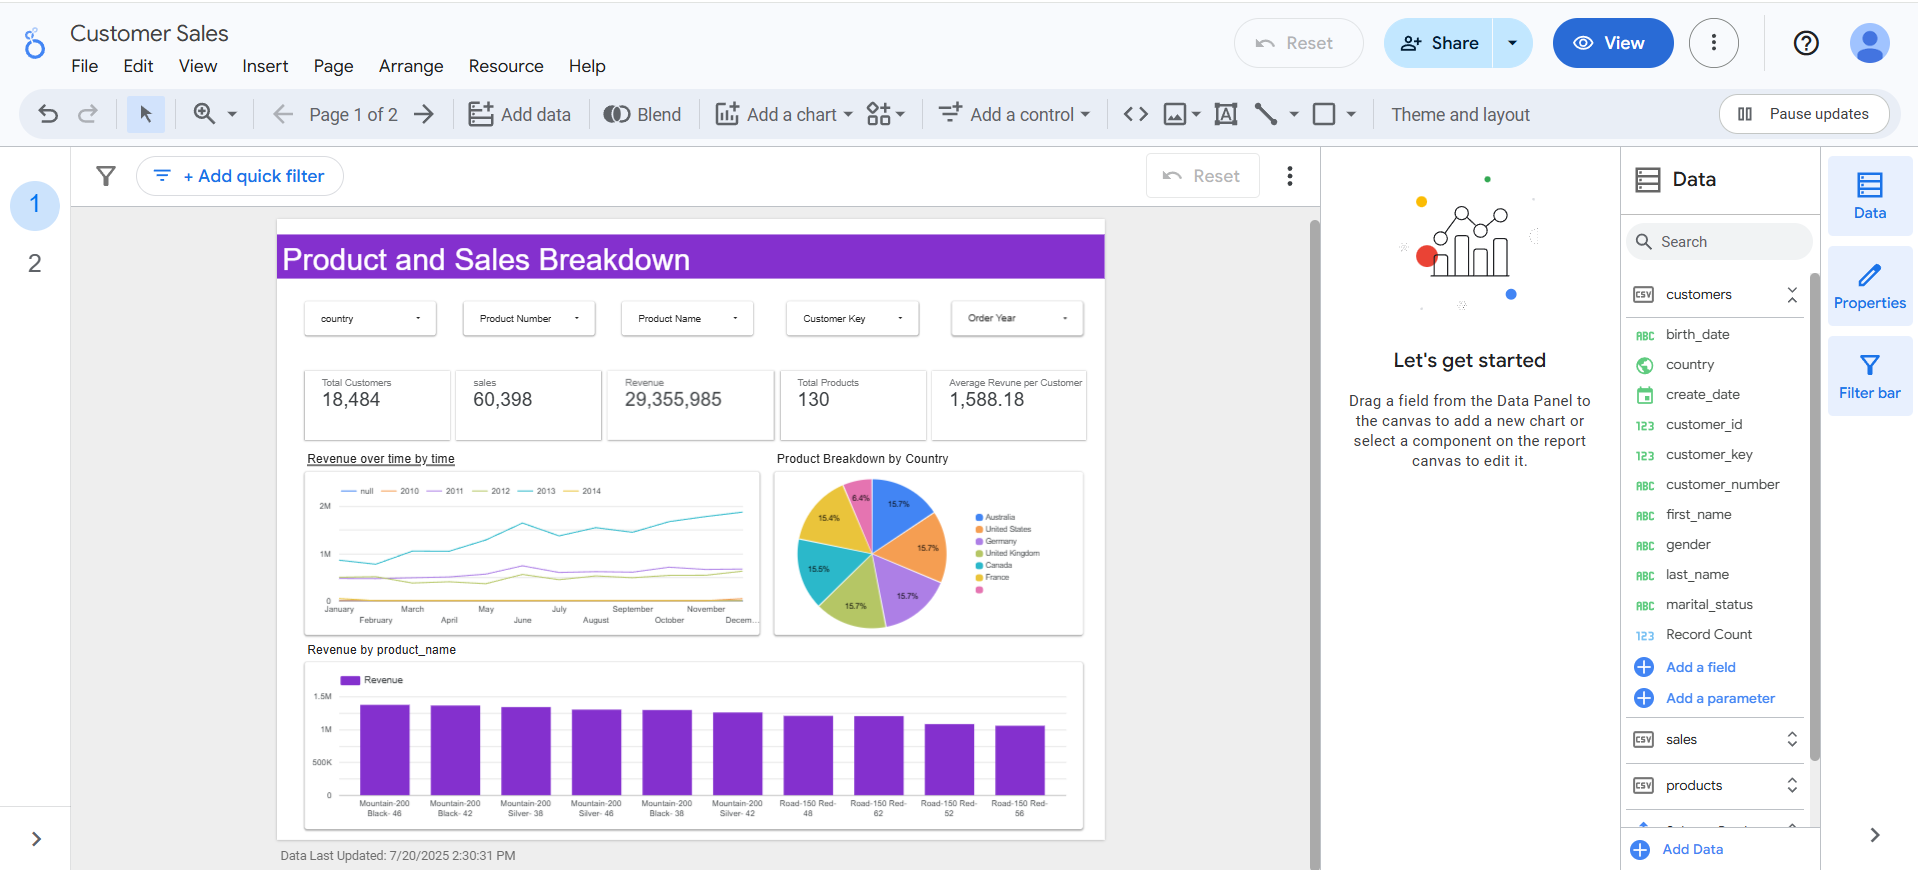 Customer Sales
File Edit View Insert Page Arrange Resource Help
Reset
Share
View
Page 1 of 2
Add data
Blend
Add a chart
Add a control
Theme and layout
Pause updates
1
2
+ Add quick filter
Reset
Product and Sales Breakdown
country
Product Number
Product Name
Customer Key
Order Year
Total Customers
18,484
sales
60,398
Revenue
29,355,985
Total Products
130
Average Revune per Customer
1,588.18
Revenue over time by time
null 2010 2011 2012 2013 2014
2M
1M
0
January March May July September November
February April June August October Decem...
Product Breakdown by Country
6.4%
15.7%
15.4%
15.7%
15.5%
15.7%
15.7%
Australia
United States
Germany
United Kingdom
Canada
France
Revenue by product_name
Revenue
1.5M
1M
500K
0
Mountain-200 Black- 46
Mountain-200 Black- 42
Mountain-200 Silver- 38
Mountain-200 Silver- 46
Mountain-200 Black- 38
Mountain-200 Silver- 42
Road-150 Red- 48
Road-150 Red- 62
Road-150 Red- 52
Road-150 Red- 56
Data Last Updated: 7/20/2025 2:30:31 PM
Let's get started
Drag a field from the Data Panel to
the canvas to add a new chart or
select a component on the report
canvas to edit it.
Data
Search
CSV customers
ABC birth_date
country
create_date
123 customer_id
123 customer_key
ABC customer_number
ABC first_name
ABC gender
ABC last_name
ABC marital_status
123 Record Count
Add a field
Add a parameter
CSV sales
CSV products
Add Data
Data
Properties
Filter bar